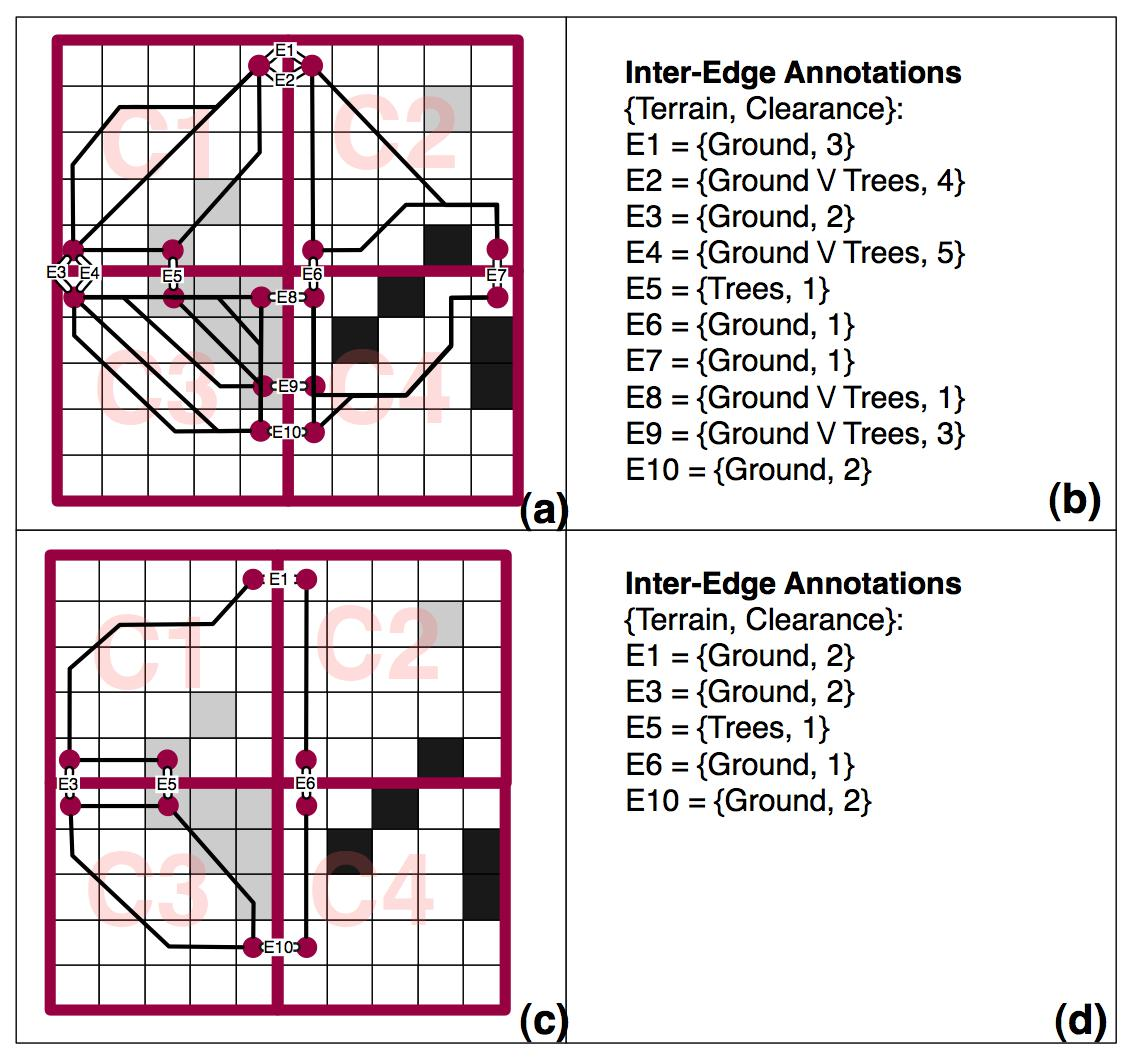 E1
E2
C1
C2
E3
E4
E5
E6
E7
E8
C3
E9
C4
E10
(a)
Inter-Edge Annotations
{Terrain, Clearance}:
E1 = {Ground, 3}
E2 = {Ground V Trees, 4}
E3 = {Ground, 2}
E4 = {Ground V Trees, 5}
E5 = {Trees, 1}
E6 = {Ground, 1}
E7 = {Ground, 1}
E8 = {Ground V Trees, 1}
E9 = {Ground V Trees, 3}
E10 = {Ground, 2}
(b)
E1
C1
C2
E3
E5
E6
C3
C4
E10
(c)
Inter-Edge Annotations
{Terrain, Clearance}:
E1 = {Ground, 2}
E3 = {Ground, 2}
E5 = {Trees, 1}
E6 = {Ground, 1}
E10 = {Ground, 2}
(d)